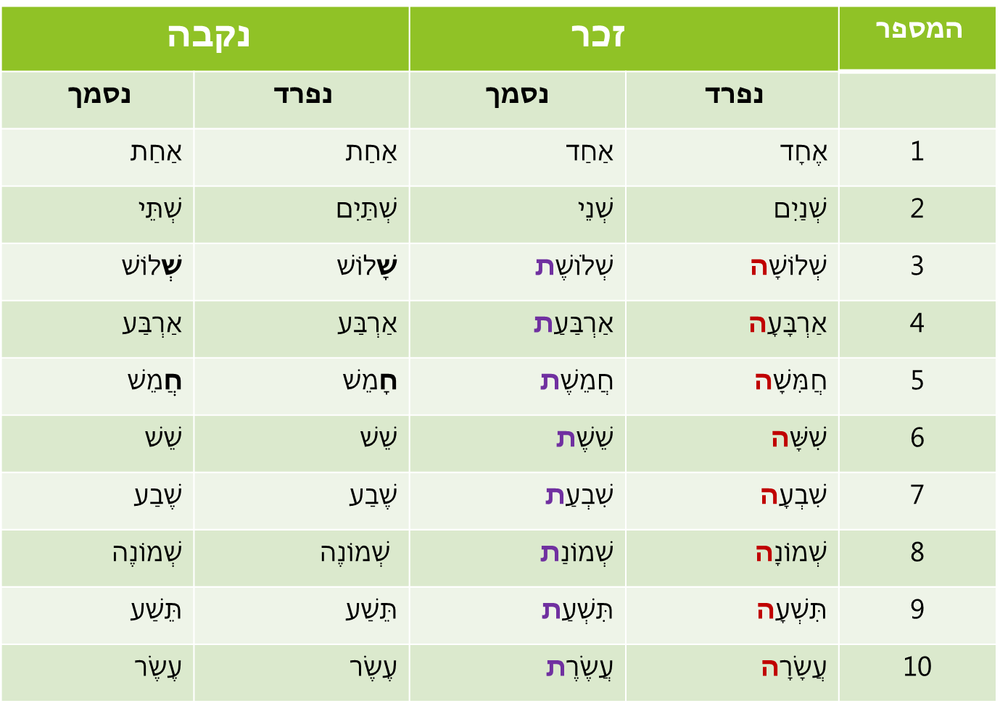 המספר זכר נקבה
נפרד נסמך נפרד נסמך
1 אֶחָד אַחַד אַחַת אַחַת
2 שְׁנַיִם שְׁנֵי שְׁתַּיִם שְׁתֵּי
3 שְׁלוֹשָׁה שְׁלוֹשֶׁת שָׁלוֹשׁ שְׁלוֹשׁ
4 אַרְבָּעָה אַרְבַּעַת אַרְבַּע אַרְבַּע
5 חֲמִּשָׁה חֲמֵשֶׁת חָמֵשׁ חֲמֵשׁ
6 שִׁשָּׁה שֵׁשֶׁת שֵׁשׁ שֵׁשׁ
7 שִׁבְעָה שִׁבְעַת שֶׁבַע שֶׁבַע
8 שְׁמוֹנָה שְׁמוֹנַת שְׁמוֹנֶה שְׁמוֹנֶה
9 תִּשְׁעָה תִּשְׁעַת תֵּשַׁע תֵּשַׁע
10 עֲשָׂרָה עֲשֶׂרֶת עֶשֶׂר עֶשֶׂר